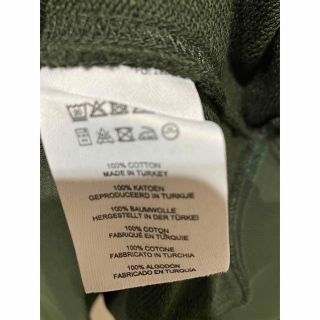 100% COTTON
MADE IN TURKEY
100% KATOEN
GEPRODUCEERD IN TURKIJE
100% BAUMWOLLE
HERGESTELLT IN DER TÜRKEI
100% COTON
FABRIQUÉ EN TURQUIE
100% COTONE
FABBRICATO IN TURCHIA
100% ALGODÓN
FABRICADO EN TURQUÍA